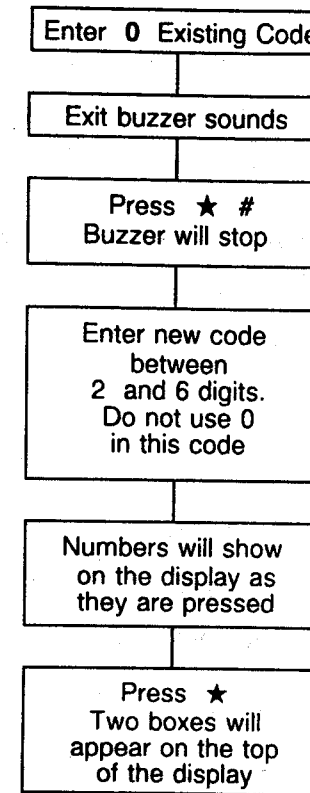 Enter 0 Existing Code
Exit buzzer sounds
Press ★ #
Buzzer will stop
Enter new code
between
2 and 6 digits.
Do not use 0
in this code
Numbers will show
on the display as
they are pressed
Press ★
Two boxes will
appear on the top
of the display